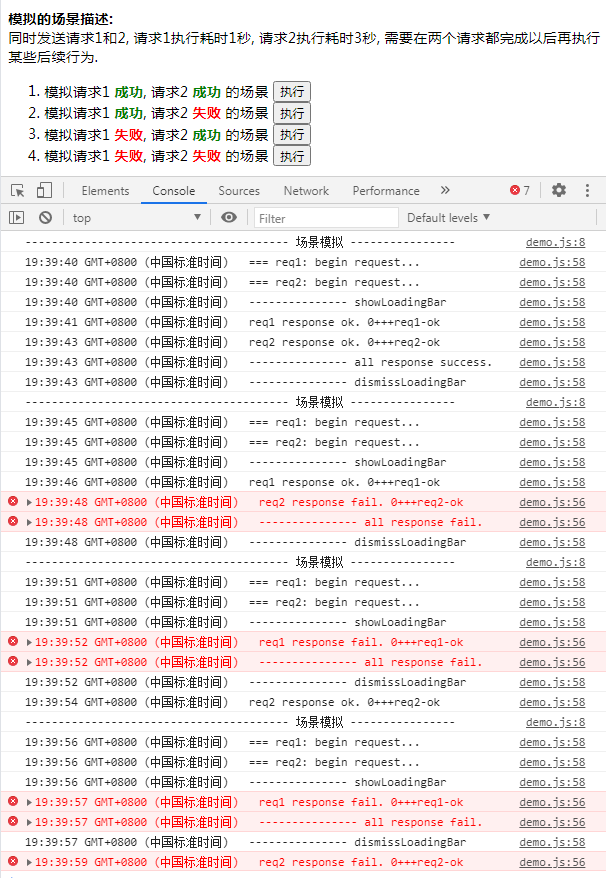 模拟的场景描述:
同时发送请求1和2, 请求1执行耗时1秒, 请求2执行耗时3秒, 需要在两个请求都完成以后再执行
某些后续行为.
1. 模拟请求1 成功, 请求2 成功 的场景 执行
2. 模拟请求1 成功, 请求2 失败 的场景 执行
3. 模拟请求1 失败, 请求2 成功 的场景 执行
4. 模拟请求1 失败, 请求2 失败 的场景 执行
Elements Console Sources Network Performance » 7
top Filter Default levels
---------------------------------------- 场景模拟 ---------------- demo.js:8
19:39:40 GMT+0800 (中国标准时间) === req1: begin request... demo.js:58
19:39:40 GMT+0800 (中国标准时间) === req2: begin request... demo.js:58
19:39:40 GMT+0800 (中国标准时间) --------------- showLoadingBar demo.js:58
19:39:41 GMT+0800 (中国标准时间) req1 response ok. 0+++req1-ok demo.js:58
19:39:43 GMT+0800 (中国标准时间) req2 response ok. 0+++req2-ok demo.js:58
19:39:43 GMT+0800 (中国标准时间) --------------- all response success. demo.js:58
19:39:43 GMT+0800 (中国标准时间) --------------- dismissLoadingBar demo.js:58
---------------------------------------- 场景模拟 ---------------- demo.js:8
19:39:45 GMT+0800 (中国标准时间) === req1: begin request... demo.js:58
19:39:45 GMT+0800 (中国标准时间) === req2: begin request... demo.js:58
19:39:45 GMT+0800 (中国标准时间) --------------- showLoadingBar demo.js:58
19:39:46 GMT+0800 (中国标准时间) req1 response ok. 0+++req1-ok demo.js:58
19:39:48 GMT+0800 (中国标准时间) req2 response fail. 0+++req2-ok demo.js:56
19:39:48 GMT+0800 (中国标准时间) --------------- all response fail. demo.js:56
19:39:48 GMT+0800 (中国标准时间) --------------- dismissLoadingBar demo.js:58
---------------------------------------- 场景模拟 ---------------- demo.js:8
19:39:51 GMT+0800 (中国标准时间) === req1: begin request... demo.js:58
19:39:51 GMT+0800 (中国标准时间) === req2: begin request... demo.js:58
19:39:51 GMT+0800 (中国标准时间) --------------- showLoadingBar demo.js:58
19:39:52 GMT+0800 (中国标准时间) req1 response fail. 0+++req1-ok demo.js:56
19:39:52 GMT+0800 (中国标准时间) --------------- all response fail. demo.js:56
19:39:52 GMT+0800 (中国标准时间) --------------- dismissLoadingBar demo.js:58
19:39:54 GMT+0800 (中国标准时间) req2 response ok. 0+++req2-ok demo.js:58
---------------------------------------- 场景模拟 ---------------- demo.js:8
19:39:56 GMT+0800 (中国标准时间) === req1: begin request... demo.js:58
19:39:56 GMT+0800 (中国标准时间) === req2: begin request... demo.js:58
19:39:56 GMT+0800 (中国标准时间) --------------- showLoadingBar demo.js:58
19:39:57 GMT+0800 (中国标准时间) req1 response fail. 0+++req1-ok demo.js:56
19:39:57 GMT+0800 (中国标准时间) --------------- all response fail. demo.js:56
19:39:57 GMT+0800 (中国标准时间) --------------- dismissLoadingBar demo.js:58
19:39:59 GMT+0800 (中国标准时间) req2 response fail. 0+++req2-ok demo.js:56